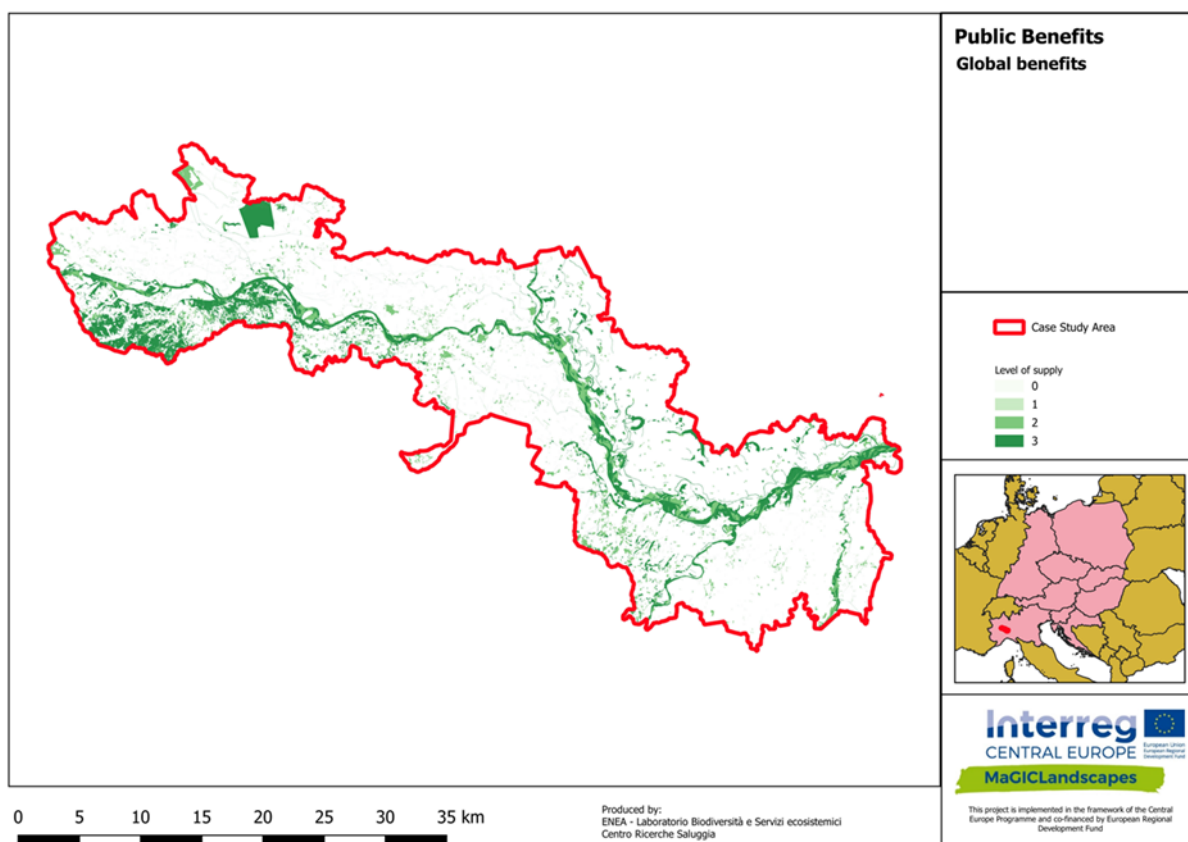 Public Benefits
Global benefits
Case Study Area
Level of supply
0
1
2
3
Interreg
CENTRAL EUROPE
European Union
European Regional
Development Fund
MaGICLandscapes
This project is implemented in the framework of the Central
Europe Programme and co-financed by European Regional
Development Fund
0 5 10 15 20 25 30 35 km
Produced by:
ENEA - Laboratorio Biodiversità e Servizi ecosistemici
Centro Ricerche Saluggia